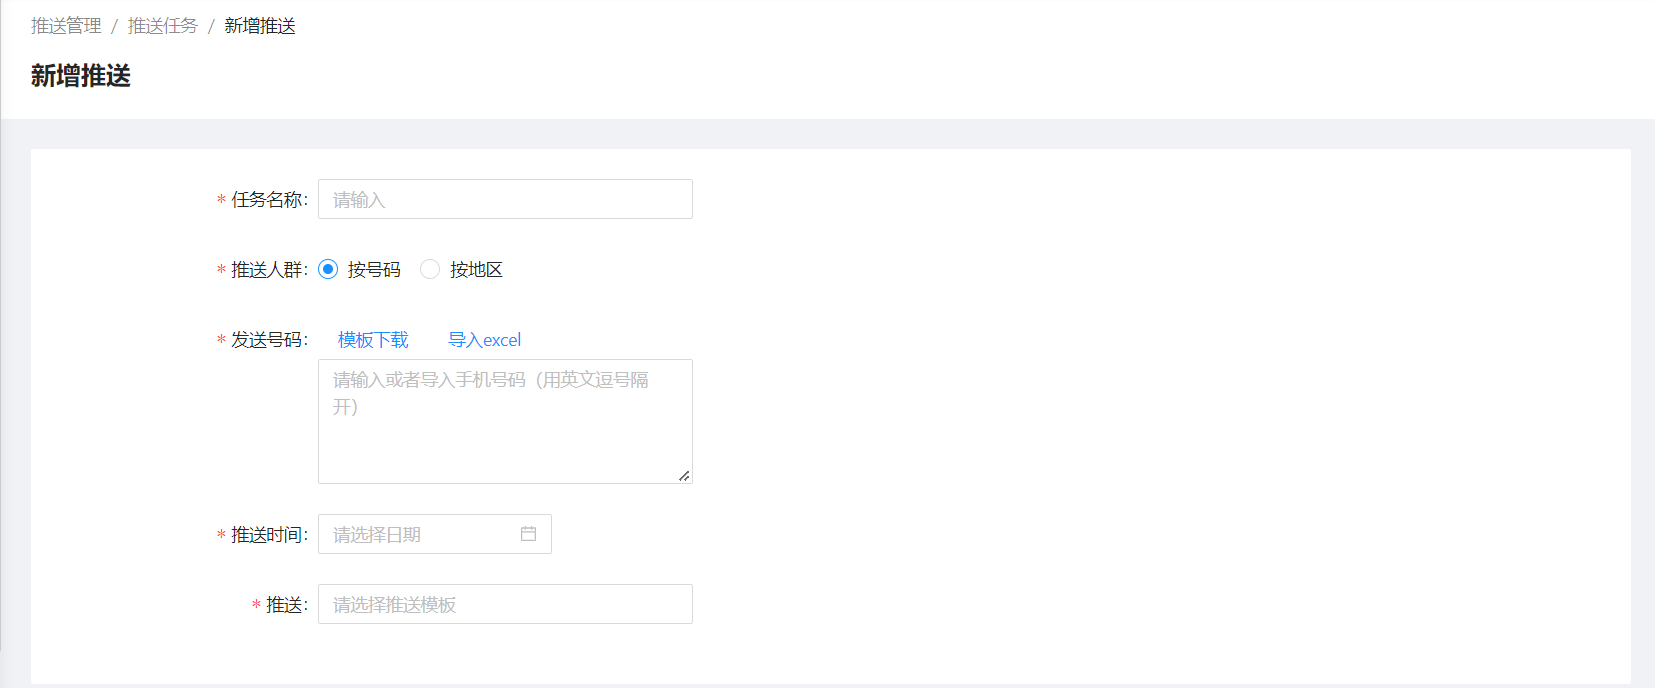 推送管理 / 推送任务 / 新增推送
新增推送
* 任务名称: 请输入
* 推送人群: 按号码 按地区
* 发送号码: 模板下载 导入excel
请输入或者导入手机号码（用英文逗号隔
开）
* 推送时间: 请选择日期
* 推送: 请选择推送模板